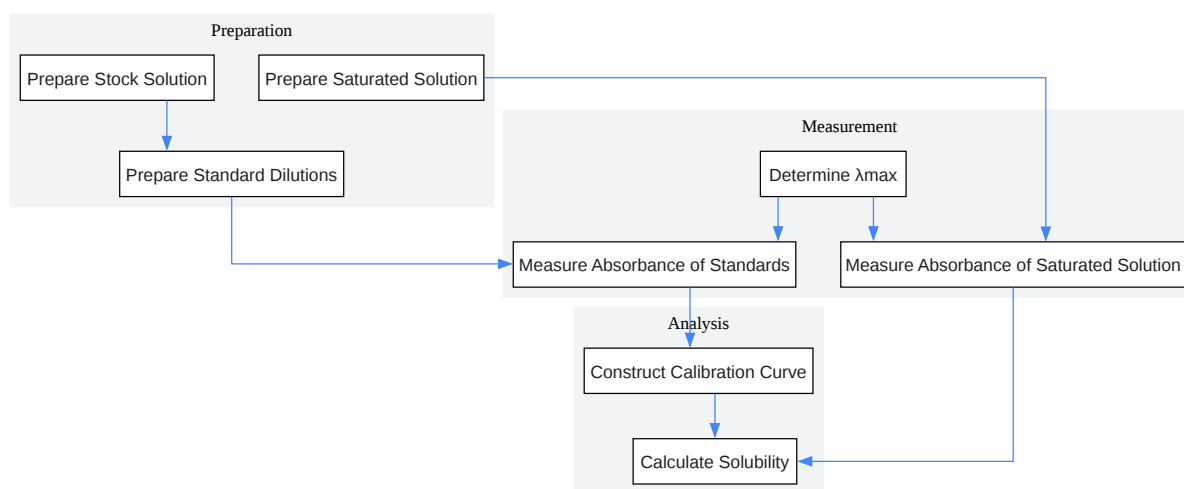 Preparation
Prepare Stock Solution
Prepare Saturated Solution
Prepare Standard Dilutions
Measurement
Determine λmax
Measure Absorbance of Standards
Measure Absorbance of Saturated Solution
Analysis
Construct Calibration Curve
Calculate Solubility